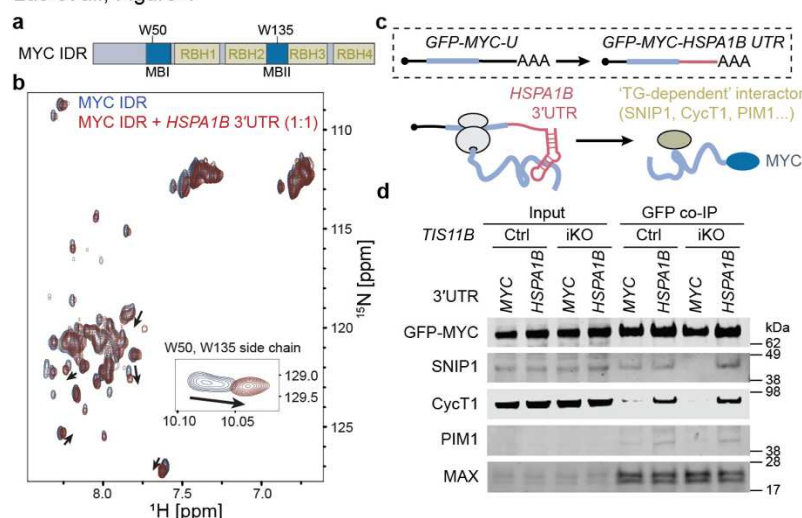 a
W50 W135
MYC IDR RBH1 RBH2 RBH3 RBH4
MBI MBII
b
MYC IDR
MYC IDR + HSPA1B 3′UTR (1:1)
110
115
120
125
¹⁵N [ppm]
W50, W135 side chain
129.0
129.5
10.10 10.05
8.0 7.5 7.0
¹H [ppm]
c
GFP-MYC-U GFP-MYC-HSPA1B UTR
AAA AAA
HSPA1B
3′UTR
'TG-dependent' interactor
(SNIP1, CycT1, PIM1...)
MYC
d
Input GFP co-IP
TIS11B Ctrl iKO Ctrl iKO
3′UTR MYC HSPA1B MYC HSPA1B MYC HSPA1B MYC HSPA1B
GFP-MYC kDa
62
SNIP1 49
38
CycT1 98
PIM1
38
MAX 28
17